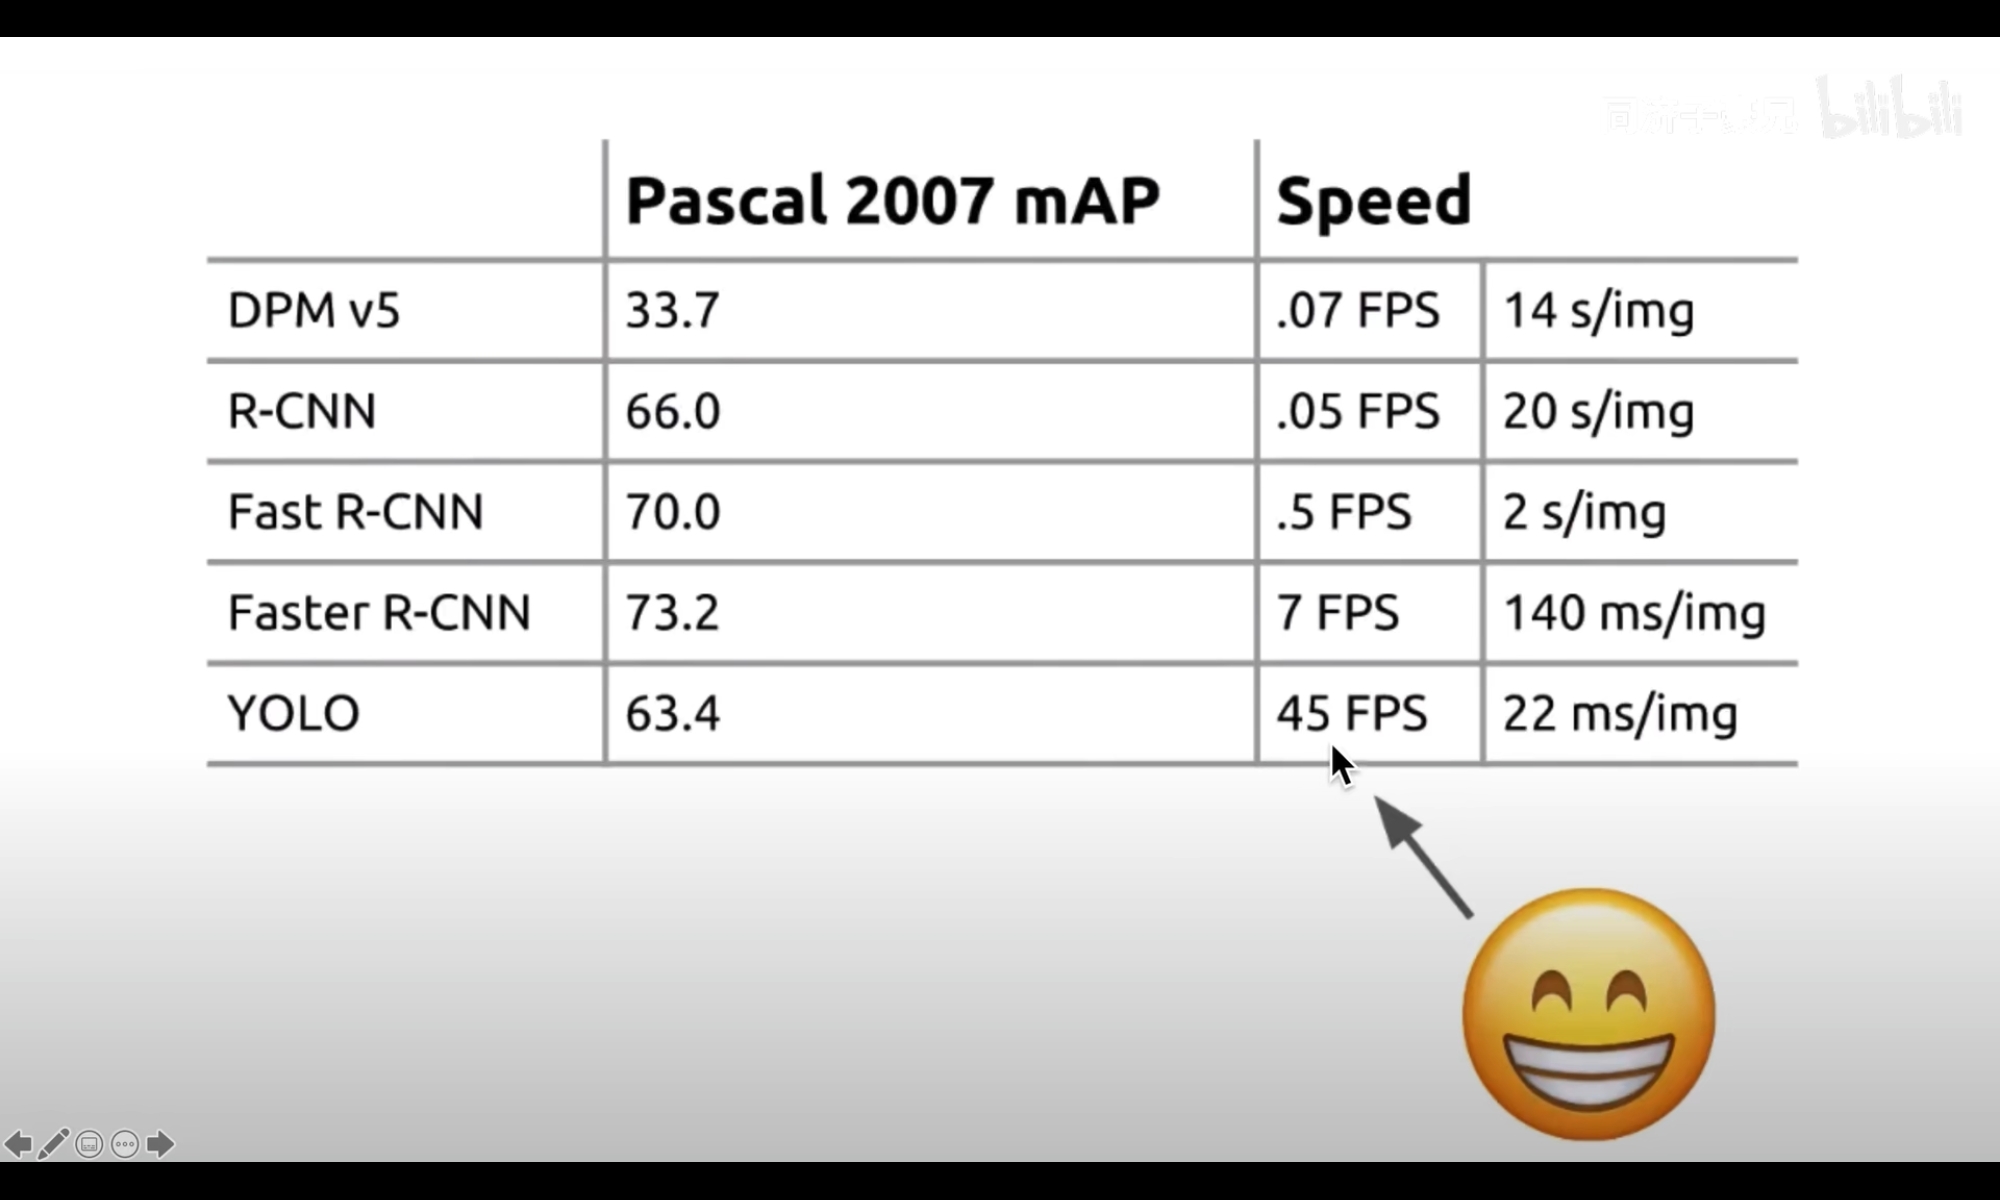 bilibili
Pascal 2007 mAP Speed
DPM v5 33.7 .07 FPS 14 s/img
R-CNN 66.0 .05 FPS 20 s/img
Fast R-CNN 70.0 .5 FPS 2 s/img
Faster R-CNN 73.2 7 FPS 140 ms/img
YOLO 63.4 45 FPS 22 ms/img